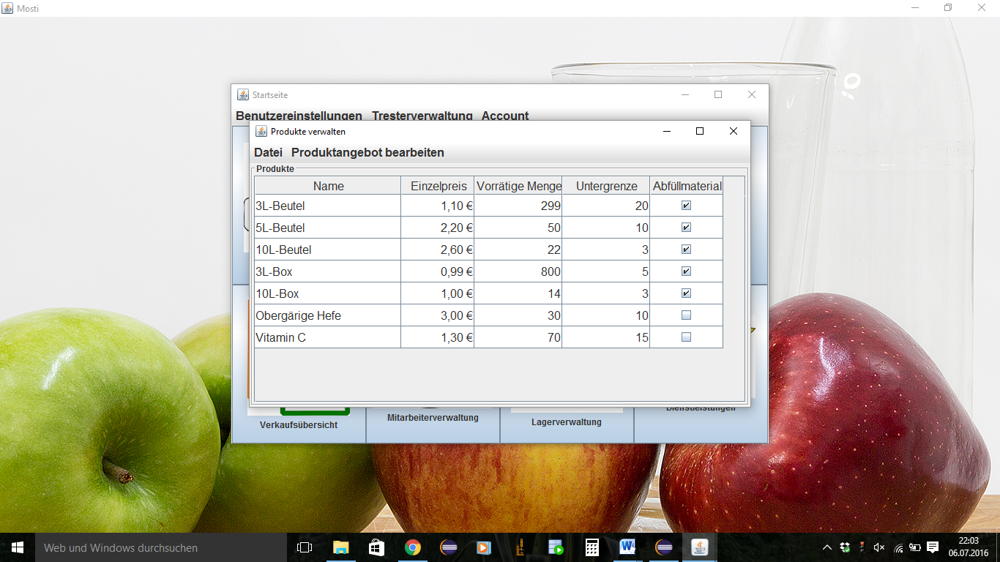 Mosti
Startseite
Benutzereinstellungen Tresterverwaltung Account
Produkte verwalten
Datei Produktangebot bearbeiten
Produkte
Name Einzelpreis Vorrätige Menge Untergrenze Abfüllmaterial
3L-Beutel 1,10 € 299 20
5L-Beutel 2,20 € 50 10
10L-Beutel 2,60 € 22 3
3L-Box 0,99 € 800 5
10L-Box 1,00 € 14 3
Obergärige Hefe 3,00 € 30 10
Vitamin C 1,30 € 70 15
Verkaufsübersicht Mitarbeiterverwaltung Lagerverwaltung Dienstleistungen
Web und Windows durchsuchen
22:03
06.07.2016